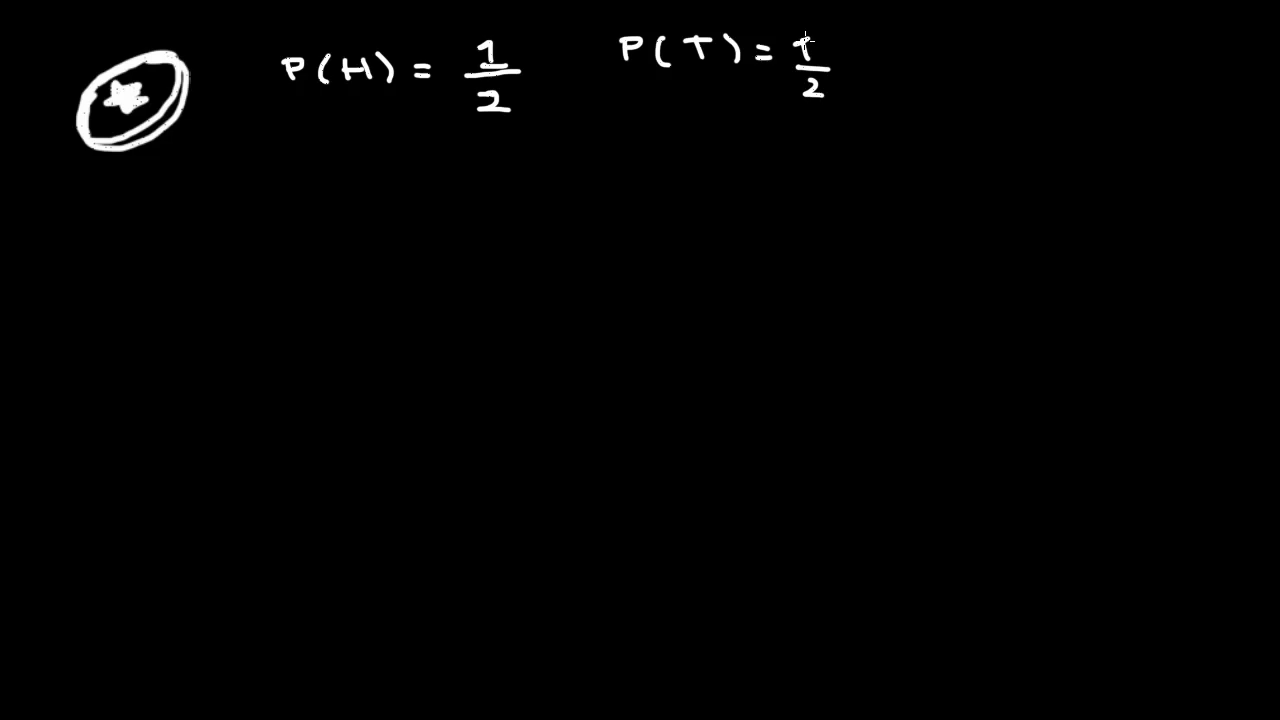 P(H) = 1/2 P(T) = 1/2